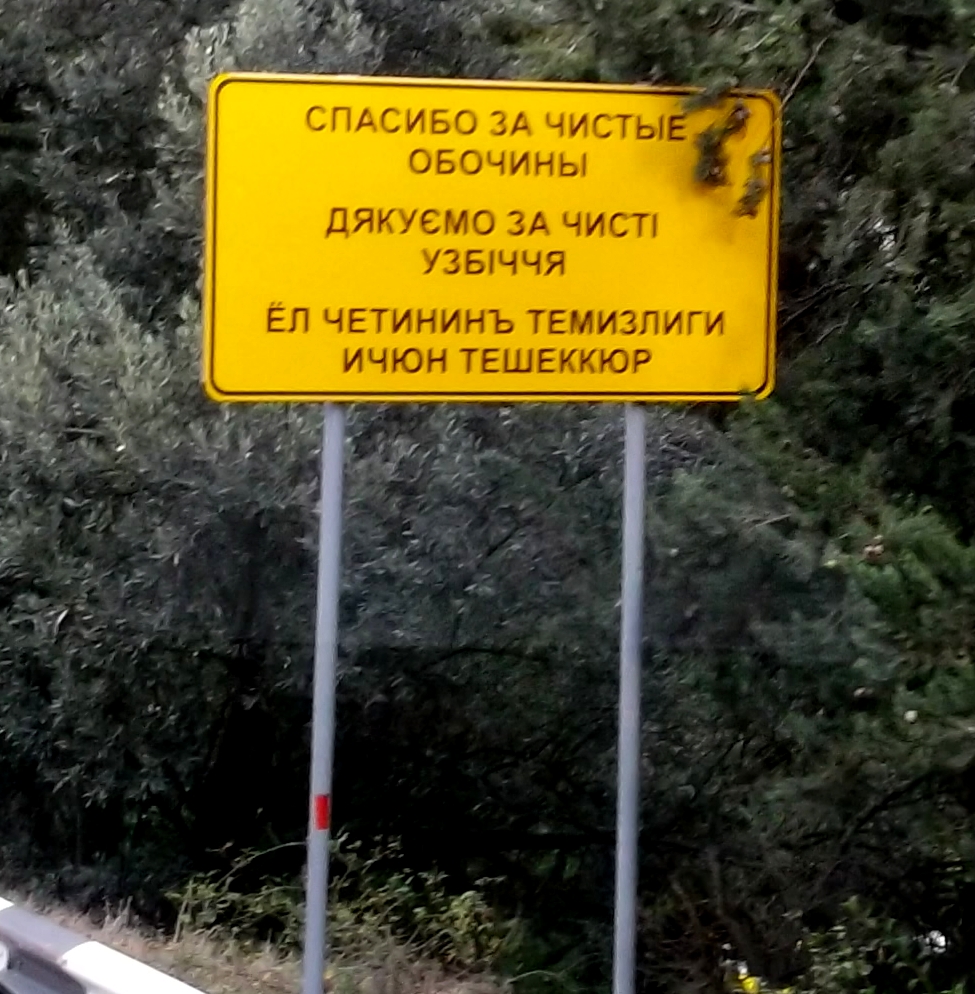 СПАСИБО ЗА ЧИСТЫЕ
ОБОЧИНЫ
ДЯКУЄМО ЗА ЧИСТІ
УЗБІЧЧЯ
ЁЛ ЧЕТИНИНЪ ТЕМИЗЛИГИ
ИЧЮН ТЕШЕККЮР